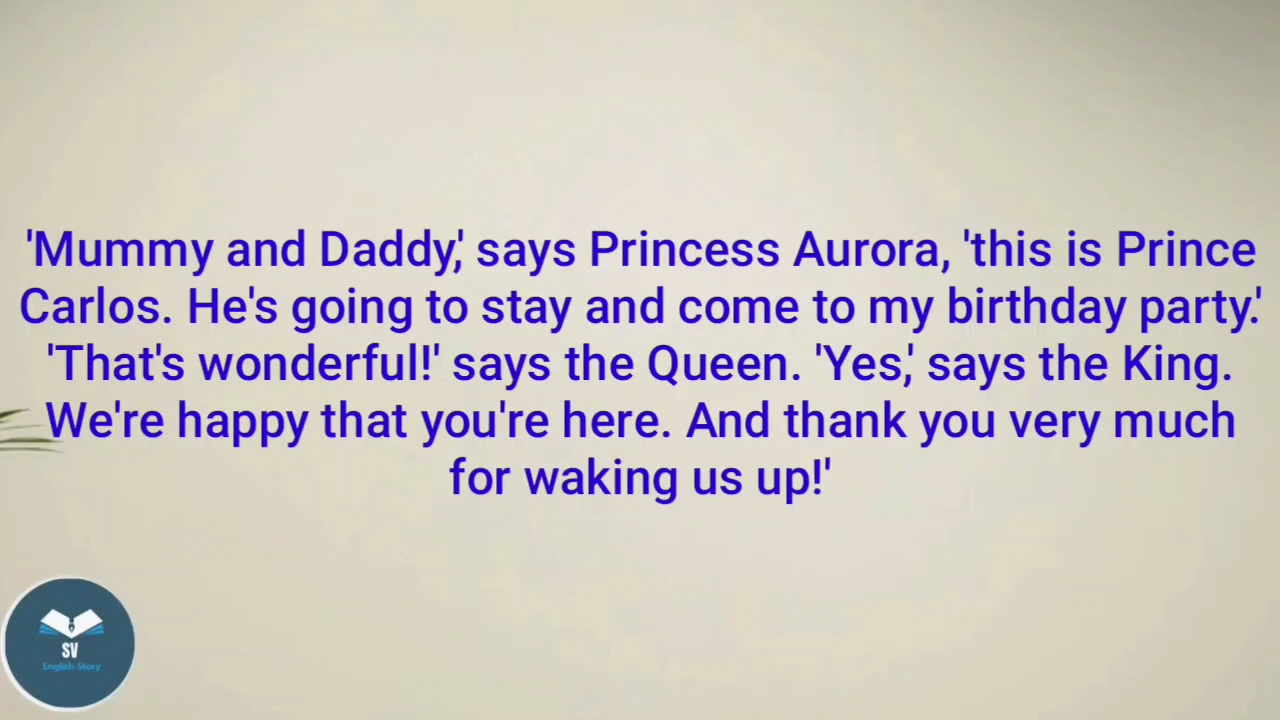 'Mummy and Daddy,' says Princess Aurora, 'this is Prince
Carlos. He's going to stay and come to my birthday party.'
'That's wonderful!' says the Queen. 'Yes,' says the King.
We're happy that you're here. And thank you very much
for waking us up!'
SV
English Story